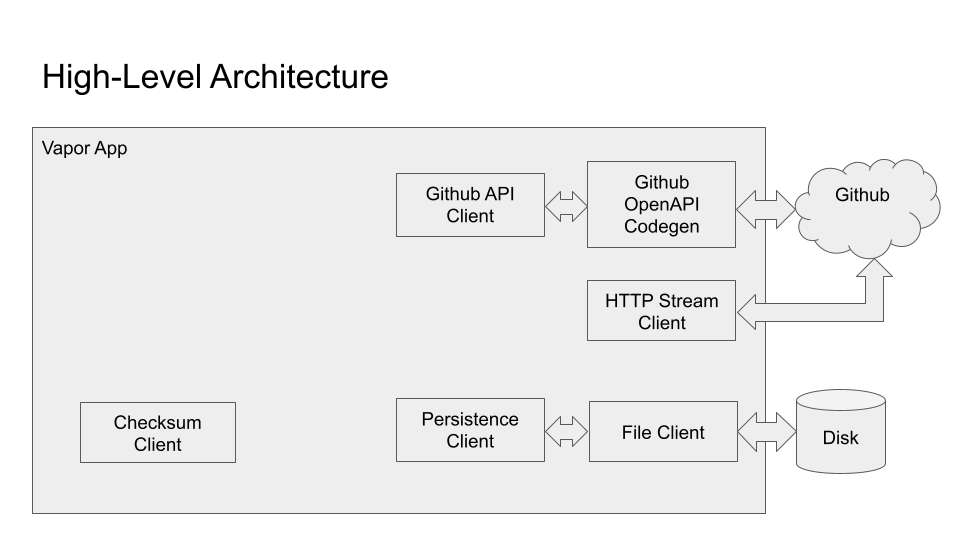 High-Level Architecture
Vapor App
Github API
Client
Github
OpenAPI
Codegen
Github
HTTP Stream
Client
Checksum
Client
Persistence
Client
File Client
Disk